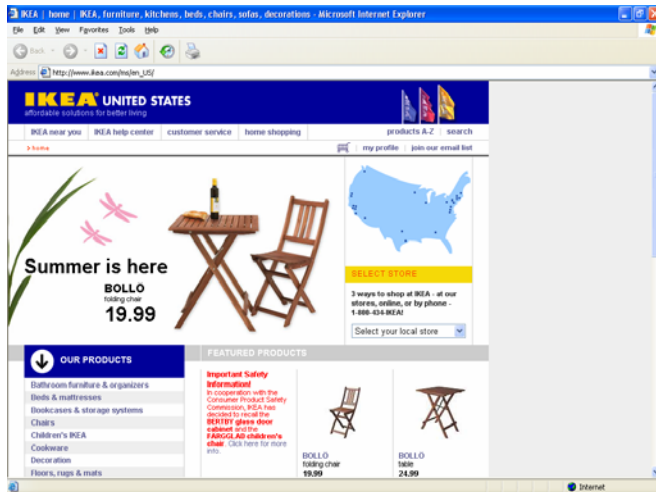 IKEA | home | IKEA, furniture, kitchens, beds, chairs, sofas, decorations - Microsoft Internet Explorer
File Edit View Favorites Tools Help
Back
Address http://www.ikea.com/ms/en_US/
IKEA UNITED STATES
affordable solutions for better living
IKEA near you IKEA help center customer service home shopping products A-Z search
> home my profile join our email list
Summer is here
BOLLÖ
folding chair
19.99
SELECT STORE
3 ways to shop at IKEA - at our
stores, online, or by phone -
1-800-434-IKEA!
Select your local store
OUR PRODUCTS
Bathroom furniture & organizers
Beds & mattresses
Bookcases & storage systems
Chairs
Children's IKEA
Cookware
Decoration
Floors, rugs & mats
FEATURED PRODUCTS
Important Safety
Information!
In cooperation with the
Consumer Product Safety
Commission, IKEA has
decided to recall the
BERTBY glass door
cabinet and the
FARGGLAD children's
chair. Click here for more
info.
BOLLÖ
folding chair
19.99
BOLLÖ
table
24.99
Internet